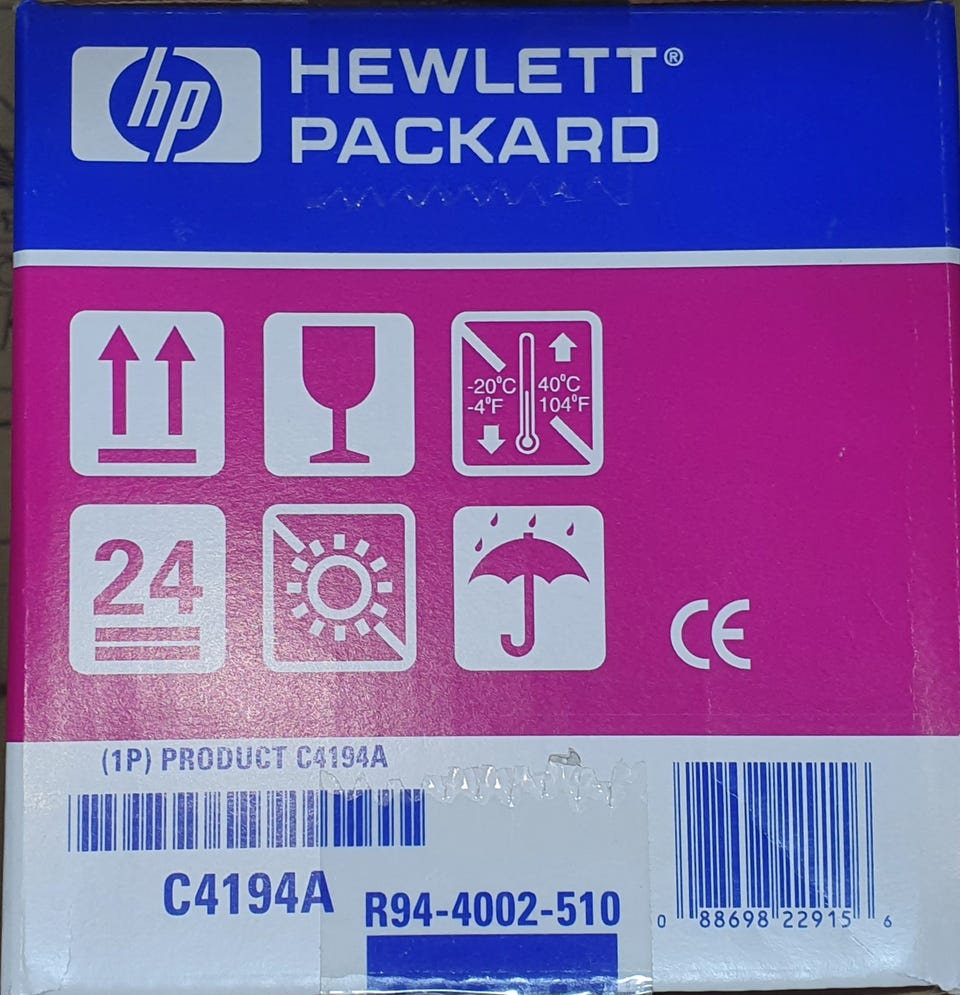 hp
HEWLETT®
PACKARD
-20°C 40°C
-4°F 104°F
24
CE
(1P) PRODUCT C4194A
C4194A
R94-4002-510
0 88698 22915 6